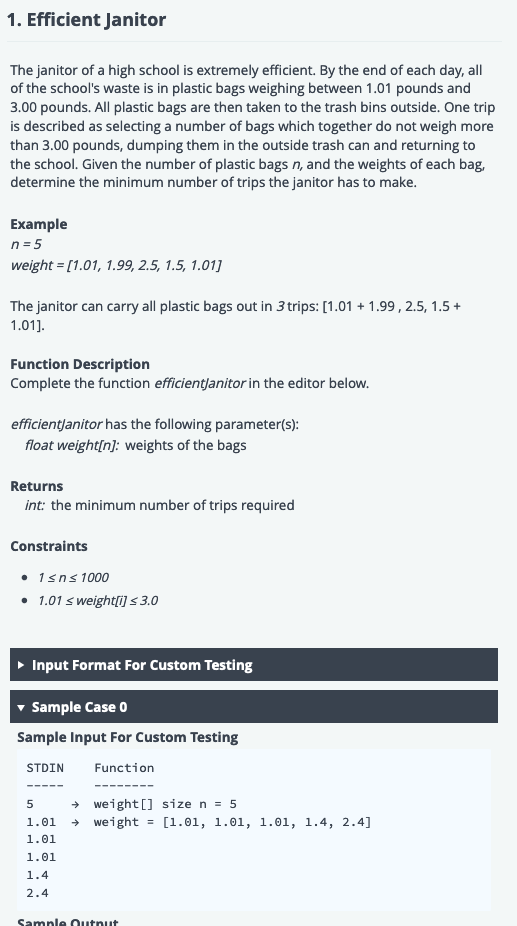 1. Efficient Janitor
The janitor of a high school is extremely efficient. By the end of each day, all
of the school's waste is in plastic bags weighing between 1.01 pounds and
3.00 pounds. All plastic bags are then taken to the trash bins outside. One trip
is described as selecting a number of bags which together do not weigh more
than 3.00 pounds, dumping them in the outside trash can and returning to
the school. Given the number of plastic bags n, and the weights of each bag,
determine the minimum number of trips the janitor has to make.
Example
n = 5
weight = [1.01, 1.99, 2.5, 1.5, 1.01]
The janitor can carry all plastic bags out in 3 trips: [1.01 + 1.99 , 2.5, 1.5 +
1.01].
Function Description
Complete the function efficientJanitor in the editor below.
efficientJanitor has the following parameter(s):
float weight[n]: weights of the bags
Returns
int: the minimum number of trips required
Constraints
• 1 ≤ n ≤ 1000
• 1.01 ≤ weight[i] ≤ 3.0
▶ Input Format For Custom Testing
▼ Sample Case 0
Sample Input For Custom Testing
STDIN Function
----- --------
5 → weight[] size n = 5
1.01 → weight = [1.01, 1.01, 1.01, 1.4, 2.4]
1.01
1.01
1.4
2.4
Sample Output